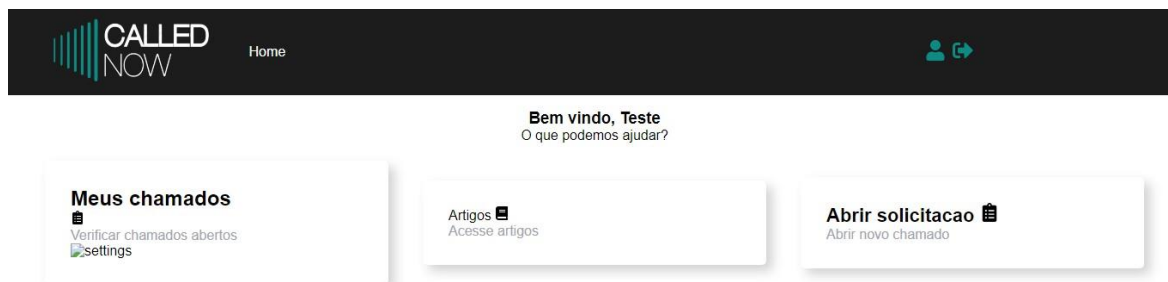 CALLED
NOW
Home
Bem vindo, Teste
O que podemos ajudar?
Meus chamados
Verificar chamados abertos
settings
Artigos
Acesse artigos
Abrir solicitacao
Abrir novo chamado